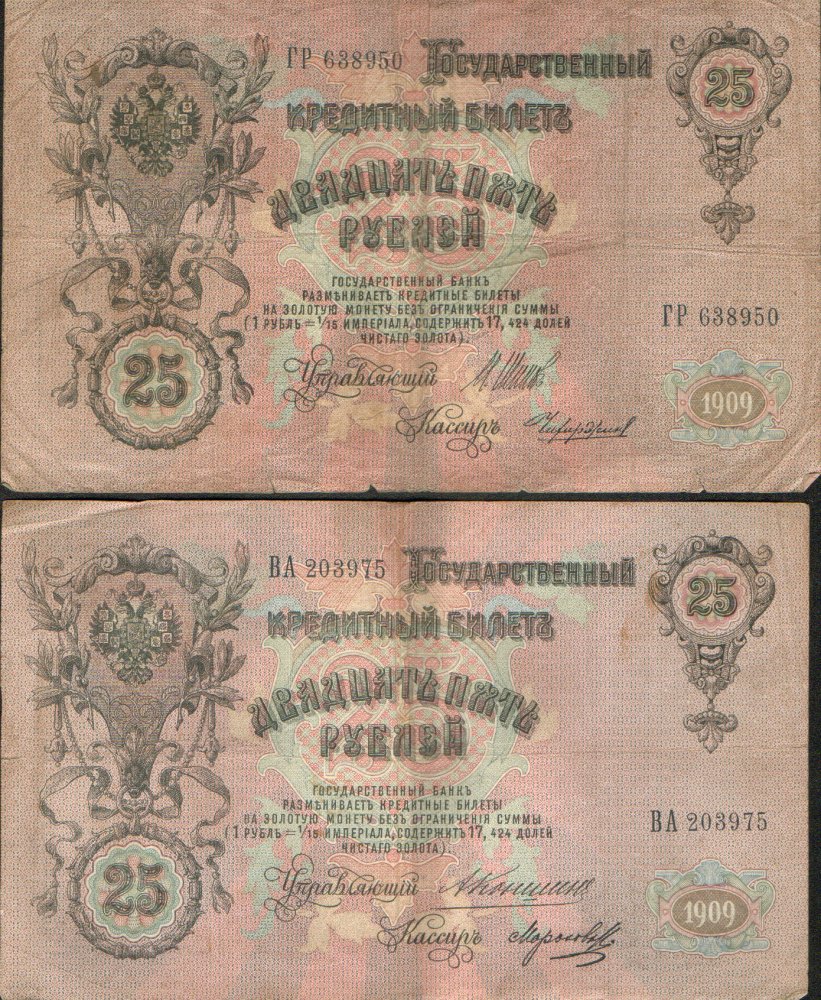 ГР 638950 Государственный
25
Кредитный Билетъ
Двадцать пять
рублей
ГОСУДАРСТВЕННЫЙ БАНКЪ
РАЗМѢНИВАЕТЪ КРЕДИТНЫЕ БИЛЕТЫ
НА ЗОЛОТУЮ МОНЕТУ БЕЗЪ ОГРАНИЧЕНІЯ СУММЫ
(1 РУБЛЬ = 1/15 ИМПЕРІАЛА, СОДЕРЖИТЪ 17, 424 ДОЛЕЙ
ЧИСТАГО ЗОЛОТА).
ГР 638950
25
Управляющий
1909
Кассиръ
ВА 203975 Государственный
25
Кредитный Билетъ
Двадцать пять
рублей
ГОСУДАРСТВЕННЫЙ БАНКЪ
РАЗМѢНИВАЕТЪ КРЕДИТНЫЕ БИЛЕТЫ
НА ЗОЛОТУЮ МОНЕТУ БЕЗЪ ОГРАНИЧЕНІЯ СУММЫ
(1 РУБЛЬ = 1/15 ИМПЕРІАЛА, СОДЕРЖИТЪ 17, 424 ДОЛЕЙ
ЧИСТАГО ЗОЛОТА).
ВА 203975
25
Управляющий
1909
Кассиръ